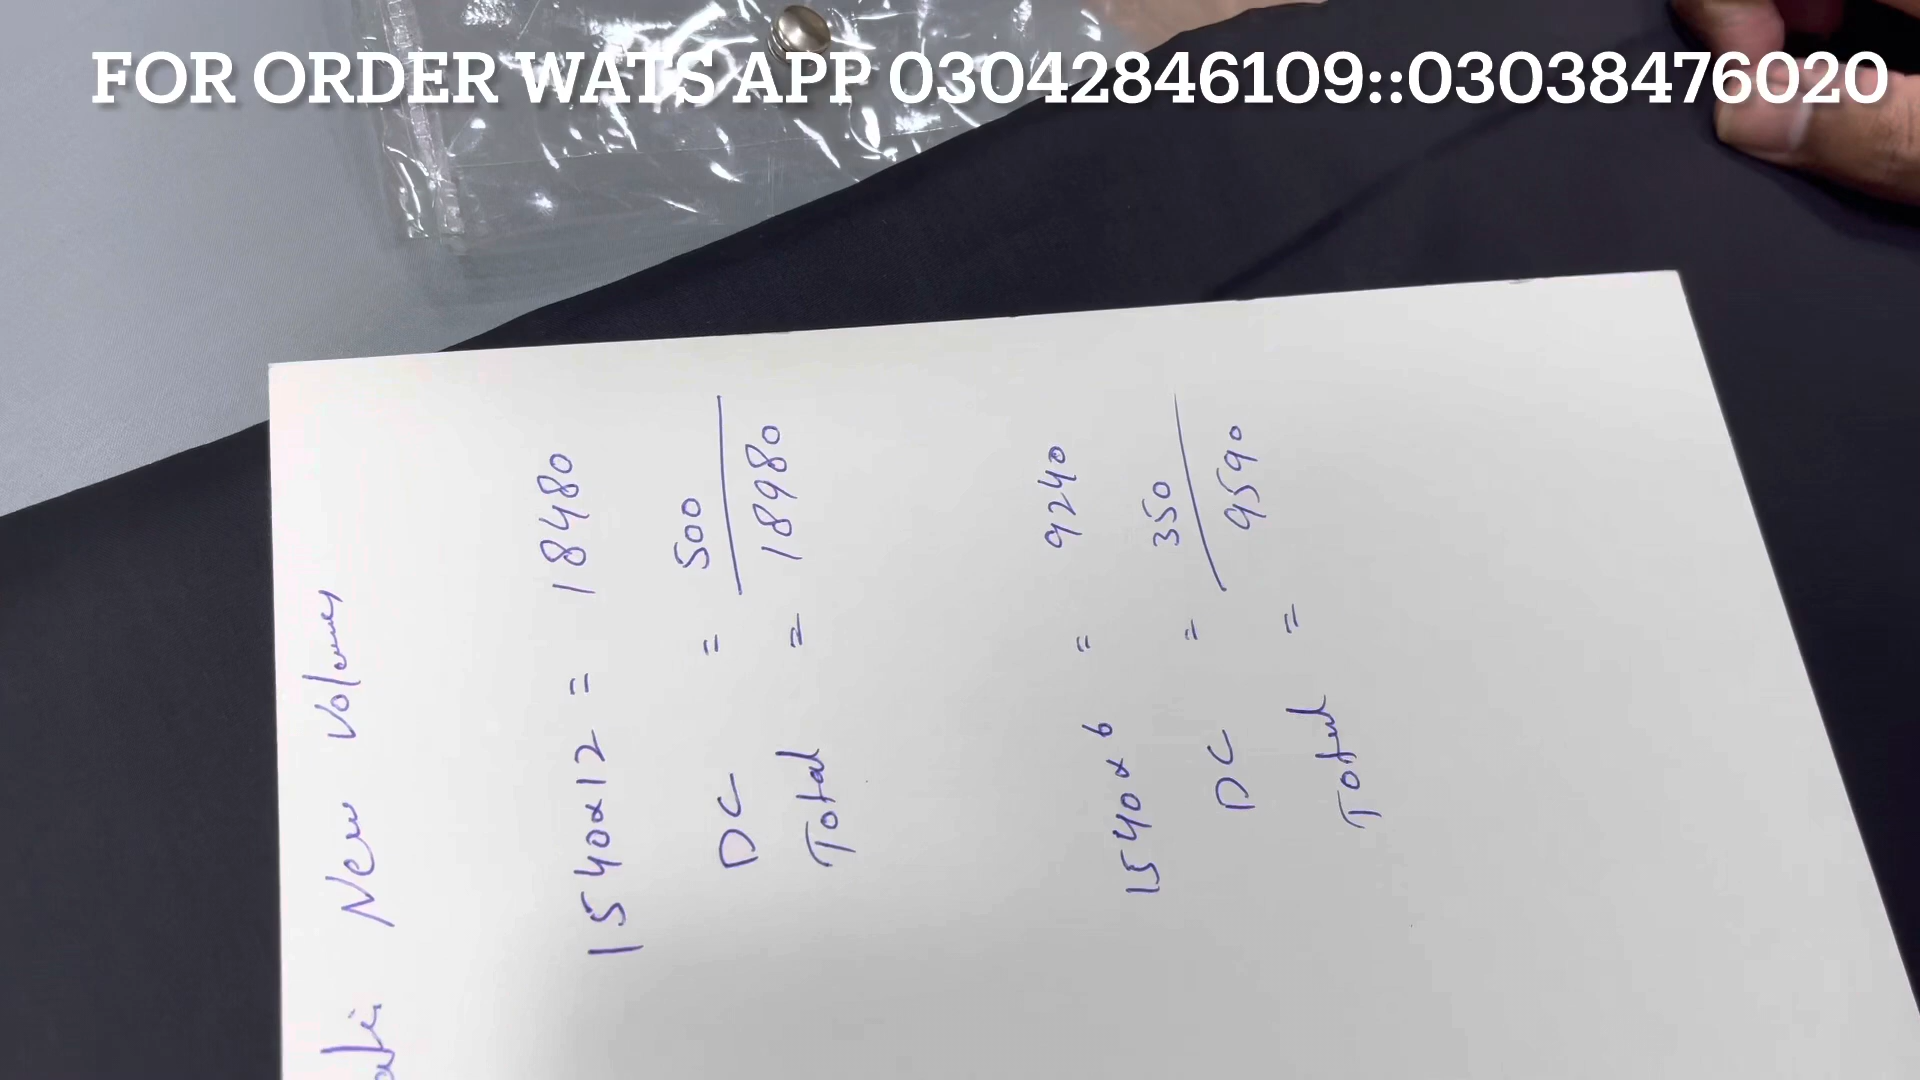 FOR ORDER WATS APP 03042846109::03038476020
New Volume
1540x12 = 18480
DC = 500
Total = 18980
1540x6 = 9240
DC = 350
Total = 9590